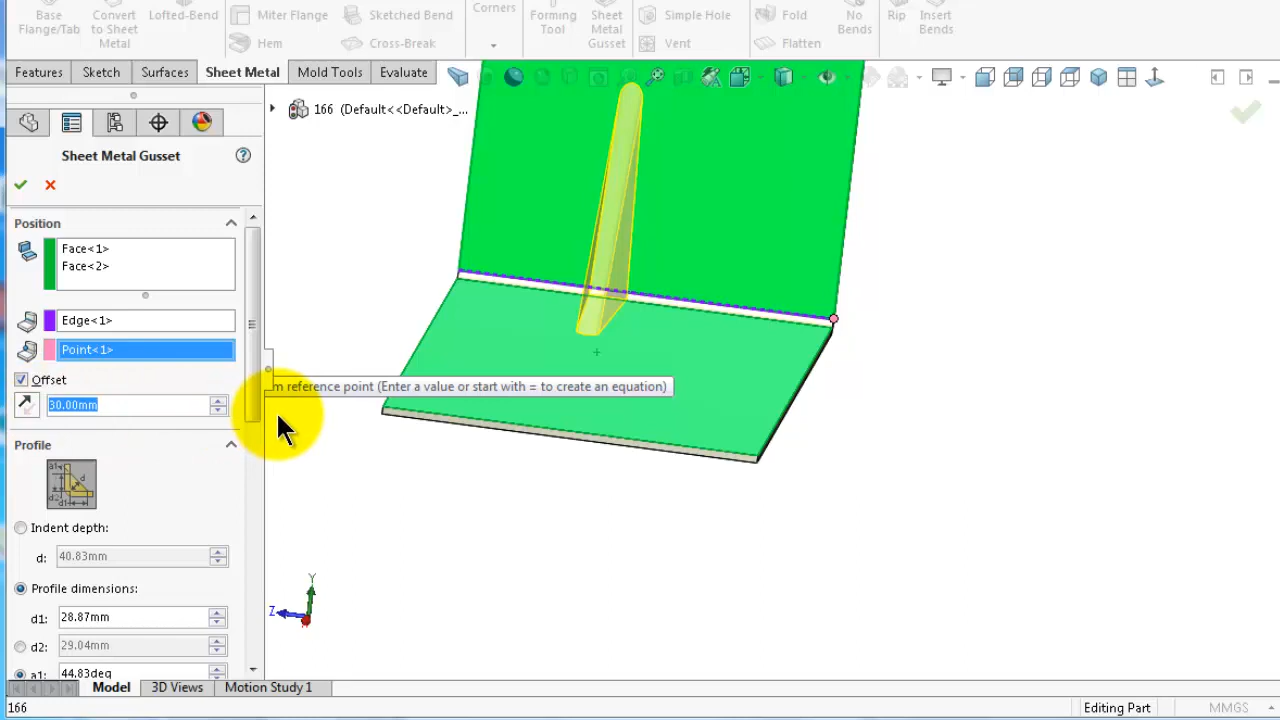 Base Flange/Tab
Convert to Sheet Metal
Lofted-Bend
Miter Flange
Hem
Sketched Bend
Cross-Break
Corners
Forming Tool
Sheet Metal Gusset
Simple Hole
Vent
Fold
Flatten
No Bends
Rip
Insert Bends
Features
Sketch
Surfaces
Sheet Metal
Mold Tools
Evaluate
166 (Default<<Default>_...
Sheet Metal Gusset
Position
Face<1>
Face<2>
Edge<1>
Point<1>
Offset
m reference point (Enter a value or start with = to create an equation)
30.00mm
Profile
a1
d
d2
d1
Indent depth:
d: 40.83mm
Profile dimensions:
d1: 28.87mm
d2: 29.04mm
a1: 44.83deg
Y
Z
Model
3D Views
Motion Study 1
166
Editing Part
MMGS